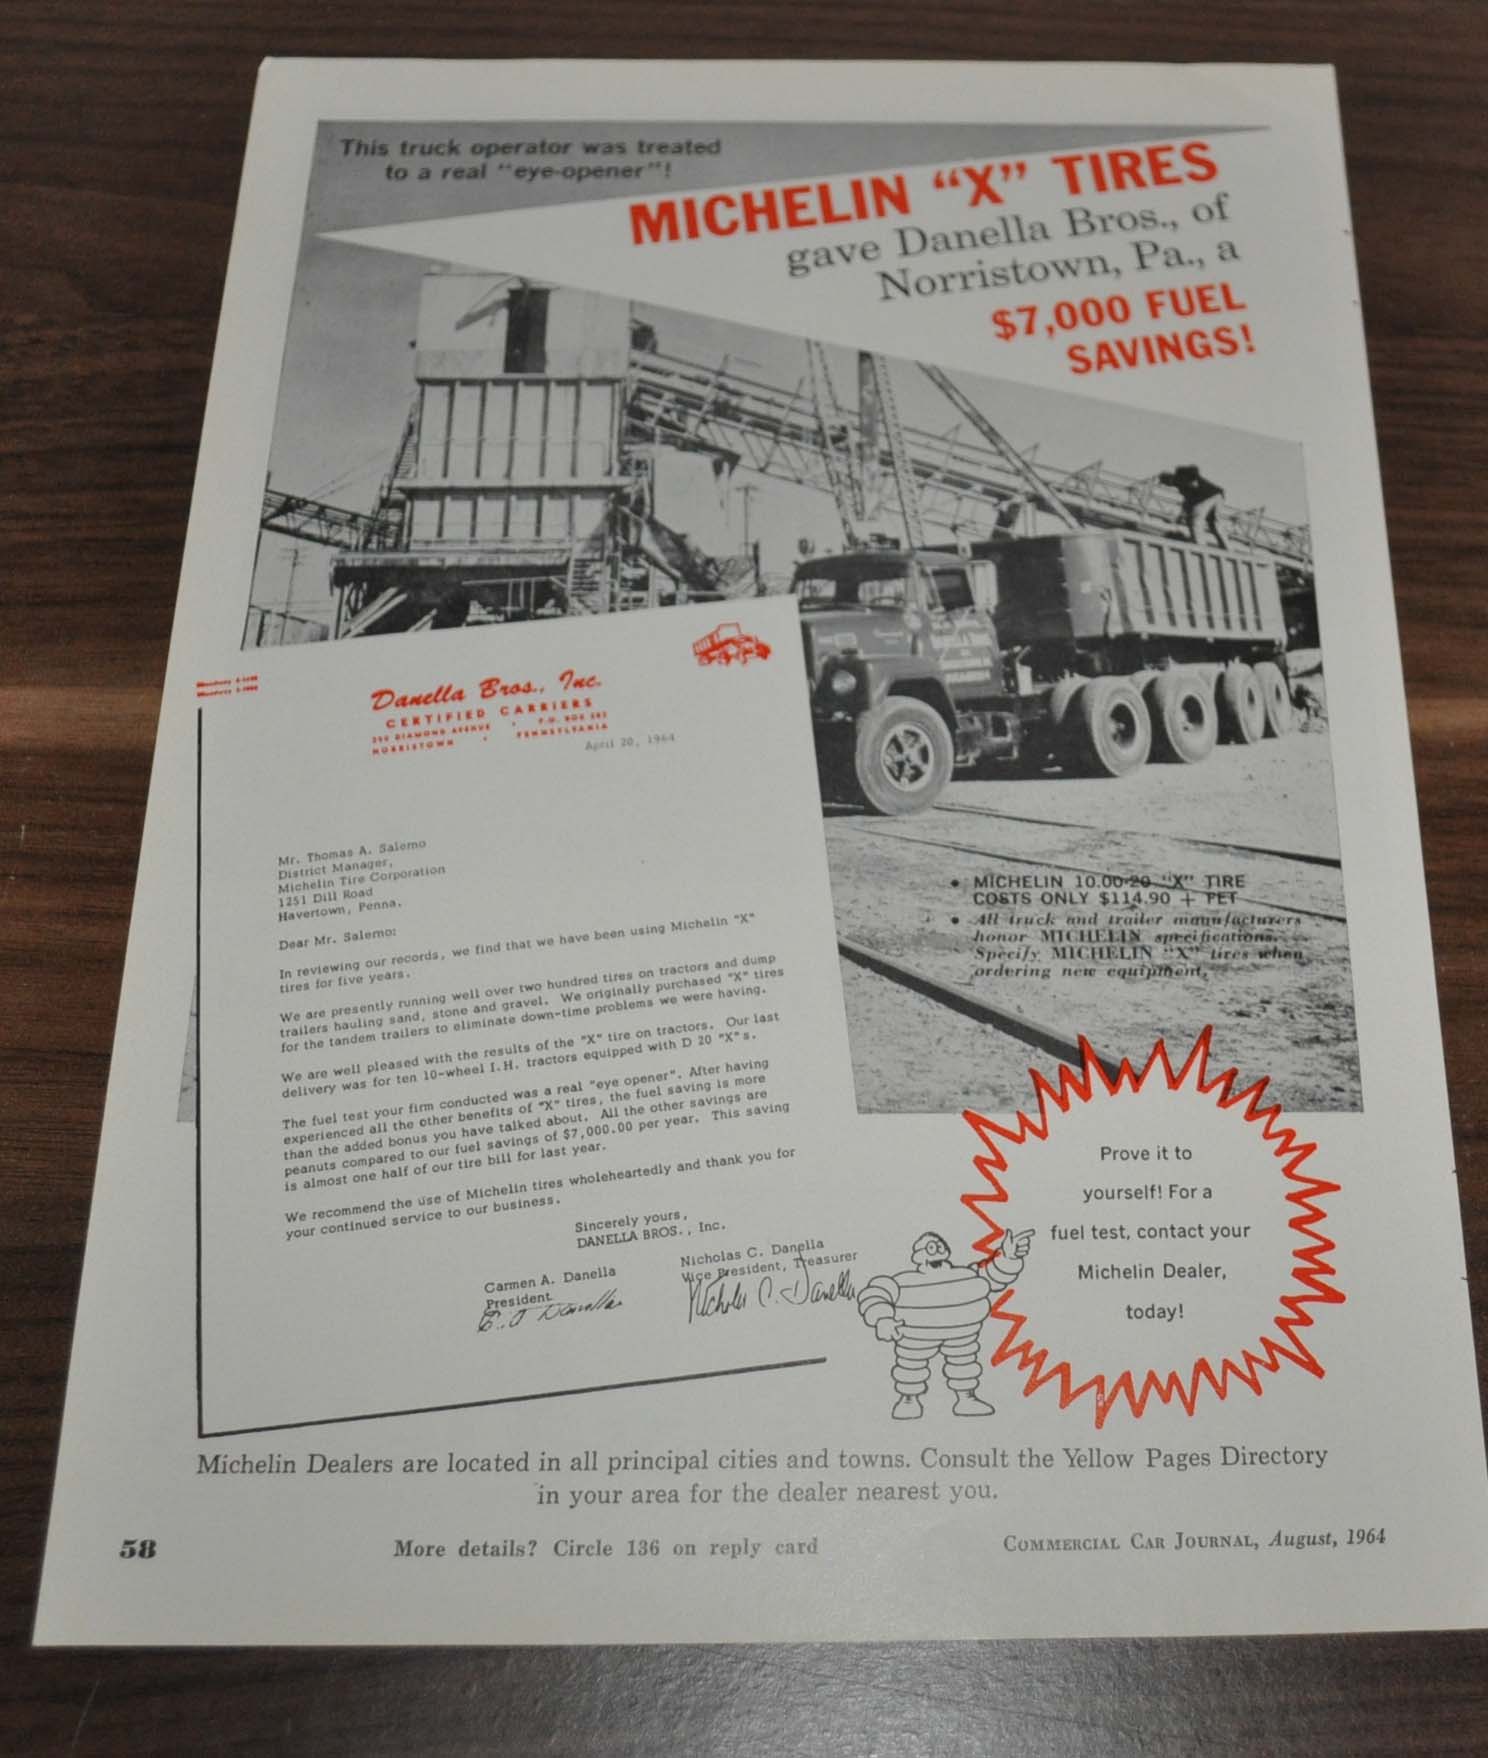 This truck operator was treated
to a real "eye-opener"!
MICHELIN "X" TIRES
gave Danella Bros., of
Norristown, Pa., a
$7,000 FUEL
SAVINGS!
Danella Bros., Inc.
CERTIFIED CARRIERS
DIAMOND AVENUE • P.O. BOX
NORRISTOWN • PENNSYLVANIA
April 20, 1964
Mr. Thomas A. Salemo
District Manager,
Michelin Tire Corporation
1251 Dill Road
Havertown, Penna.
Dear Mr. Salemo:
In reviewing our records, we find that we have been using Michelin "X"
tires for five years.
We are presently running well over two hundred tires on tractors and dump
trailers hauling sand, stone and gravel. We originally purchased "X" tires
for the tandem trailers to eliminate down-time problems we were having.
We are well pleased with the results of the "X" tire on tractors. Our last
delivery was for ten 10-wheel I.H. tractors equipped with D 20 "X"s.
The fuel test your firm conducted was a real "eye opener". After having
experienced all the other benefits of "X" tires, the fuel saving is more
than the added bonus you have talked about. All the other savings are
peanuts compared to our fuel savings of $7,000.00 per year. This saving
is almost one half of our tire bill for last year.
We recommend the use of Michelin tires wholeheartedly and thank you for
your continued service to our business.
Sincerely yours,
DANELLA BROS., Inc.
Carmen A. Danella
President
Nicholas C. Danella
Vice President, Treasurer
Nicholas C. Danella
• MICHELIN 10.00-20 "X" TIRE
COSTS ONLY $114.90 + FET
• All truck and trailer manufacturers
honor MICHELIN specifications.
Specify MICHELIN "X" tires when
ordering new equipment.
Prove it to
yourself! For a
fuel test, contact your
Michelin Dealer,
today!
Michelin Dealers are located in all principal cities and towns. Consult the Yellow Pages Directory
in your area for the dealer nearest you.
58
More details? Circle 136 on reply card
COMMERCIAL CAR JOURNAL, August, 1964